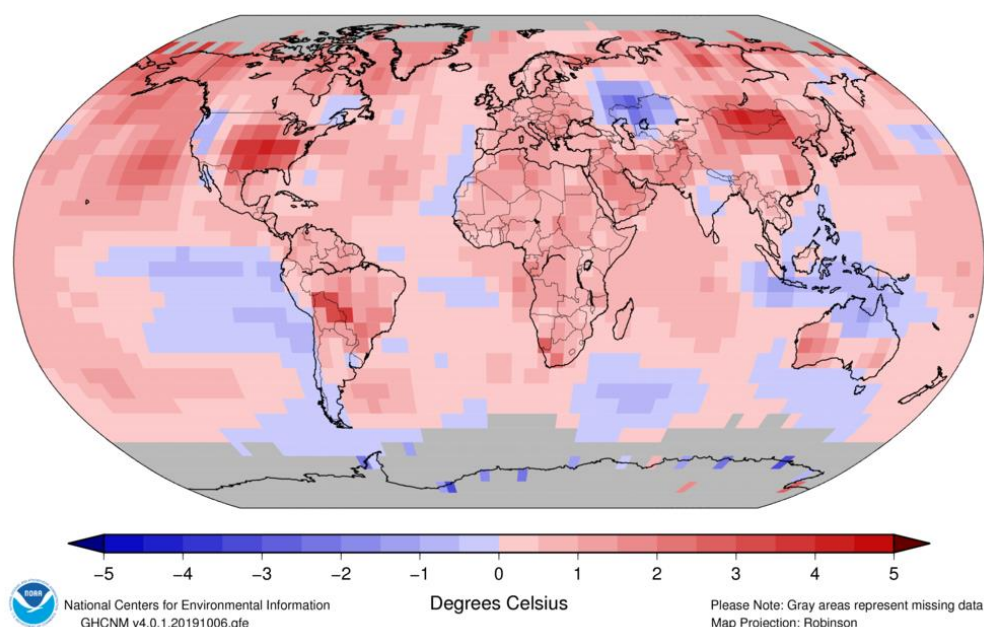 −5 −4 −3 −2 −1 0 1 2 3 4 5
Degrees Celsius
NOAA
National Centers for Environmental Information
GHCNM v4.0.1.20191006.qfe
Please Note: Gray areas represent missing data
Map Projection: Robinson